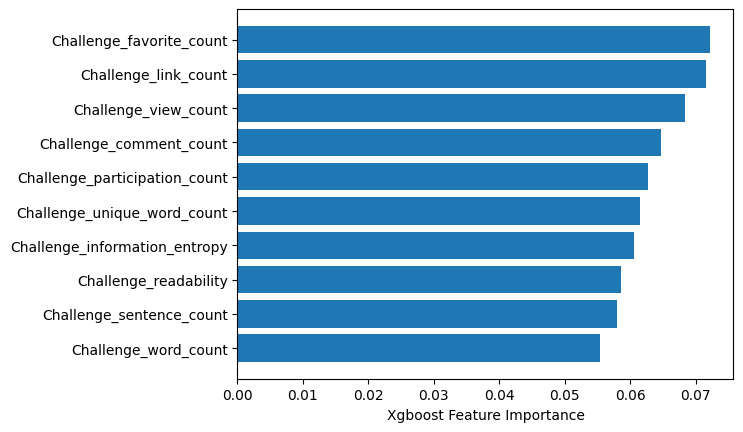 Challenge_favorite_count
Challenge_link_count
Challenge_view_count
Challenge_comment_count
Challenge_participation_count
Challenge_unique_word_count
Challenge_information_entropy
Challenge_readability
Challenge_sentence_count
Challenge_word_count
0.00 0.01 0.02 0.03 0.04 0.05 0.06 0.07
Xgboost Feature Importance